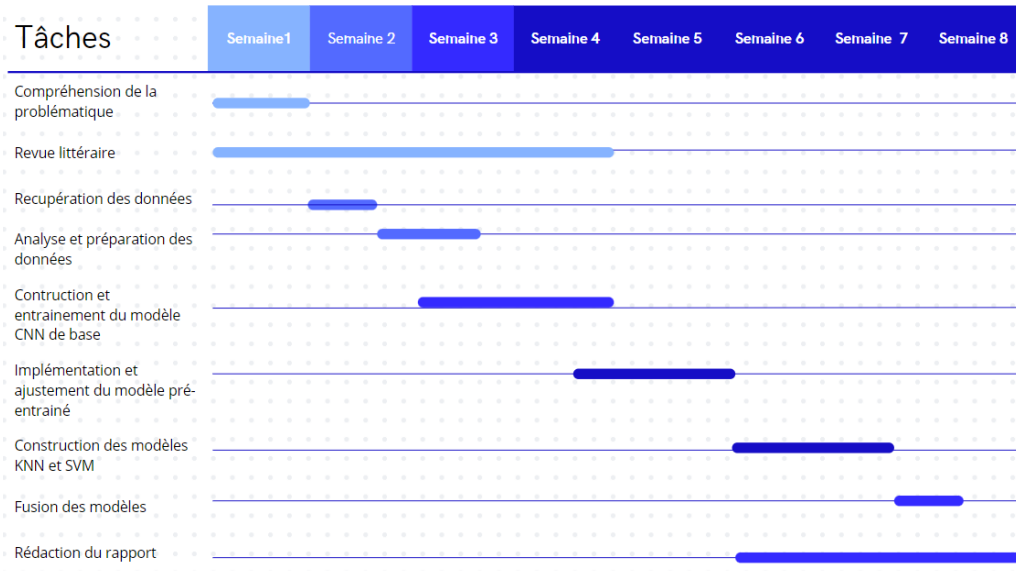 Tâches
Semaine1
Semaine 2
Semaine 3
Semaine 4
Semaine 5
Semaine 6
Semaine 7
Semaine 8
Compréhension de la
problématique
Revue littéraire
Recupération des données
Analyse et préparation des
données
Contruction et
entrainement du modèle
CNN de base
Implémentation et
ajustement du modèle pré-
entrainé
Construction des modèles
KNN et SVM
Fusion des modèles
Rédaction du rapport